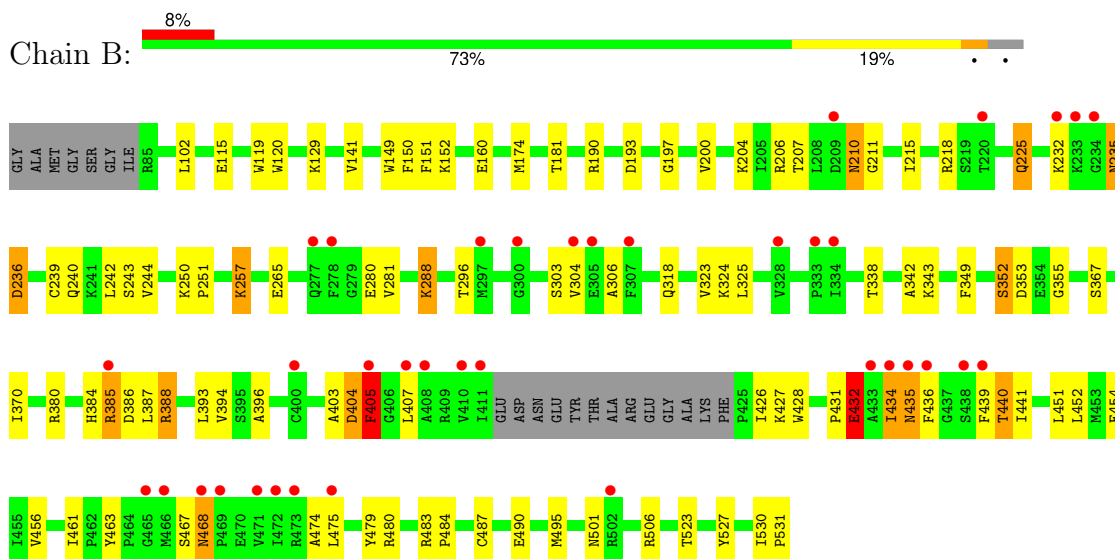 8%
Chain B:
73% 19% • •
GLY ALA MET GLY SER GLY ILE R85 L102 E115 W119 W120 K129 V141 W149 F150 F151 K152 E160 M174 T181 R190 D193 G197 V200 K204 I205 R206 T207 L208 D209 N210 G211 I215 R218 S219 T220 Q225 K232 K233 G234 N235
D236 C239 Q240 K241 L242 S243 V244 K250 P251 K257 E265 Q277 F278 G279 E280 V281 K288 T296 M297 G300 S303 V304 E305 A306 F307 Q318 V323 K324 L325 V328 P333 I334 T338 A342 K343 F349 S352 D353 E354 G355 S367
I370 R380 H384 R385 D386 L387 R388 L393 V394 S395 A396 C400 A403 D404 F405 G406 L407 A408 R409 V410 I411 GLU ASP ASN GLU TYR THR ALA ARG GLU GLY ALA LYS PHE P425 I426 K427 W428 P431 E432 A433 I434 N435 F436 G437 S438 F439 T440 I441 L451 L452 M453 E454
I455 V456 I461 P462 Y463 P464 G465 M466 S467 N468 P469 E470 V471 I472 R473 A474 L475 Y479 R480 R483 P484 C487 E490 M495 N501 R502 R506 T523 Y527 I530 P531